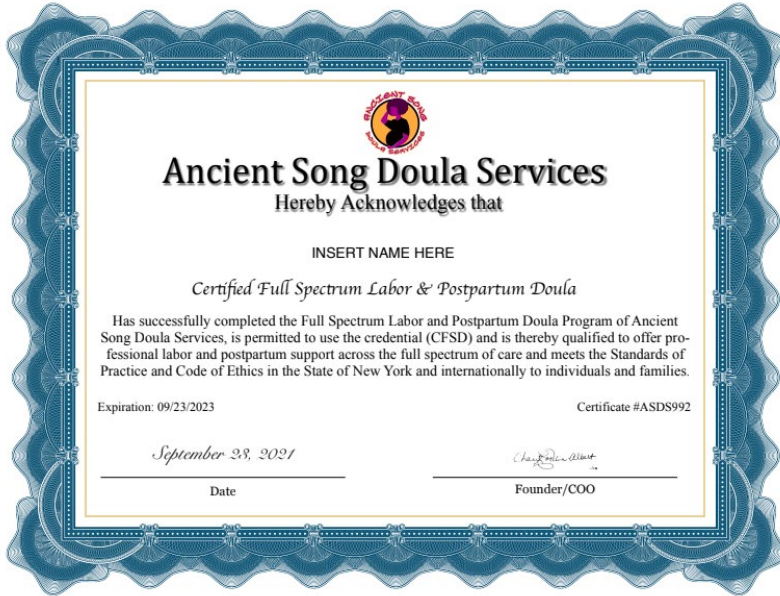 ANCIENT SONG
DOULA SERVICES
Ancient Song Doula Services
Hereby Acknowledges that
INSERT NAME HERE
Certified Full Spectrum Labor & Postpartum Doula
Has successfully completed the Full Spectrum Labor and Postpartum Doula Program of Ancient
Song Doula Services, is permitted to use the credential (CFSD) and is thereby qualified to offer pro-
fessional labor and postpartum support across the full spectrum of care and meets the Standards of
Practice and Code of Ethics in the State of New York and internationally to individuals and families.
Expiration: 09/23/2023
Certificate #ASDS992
September 23, 2021
Date
Founder/COO